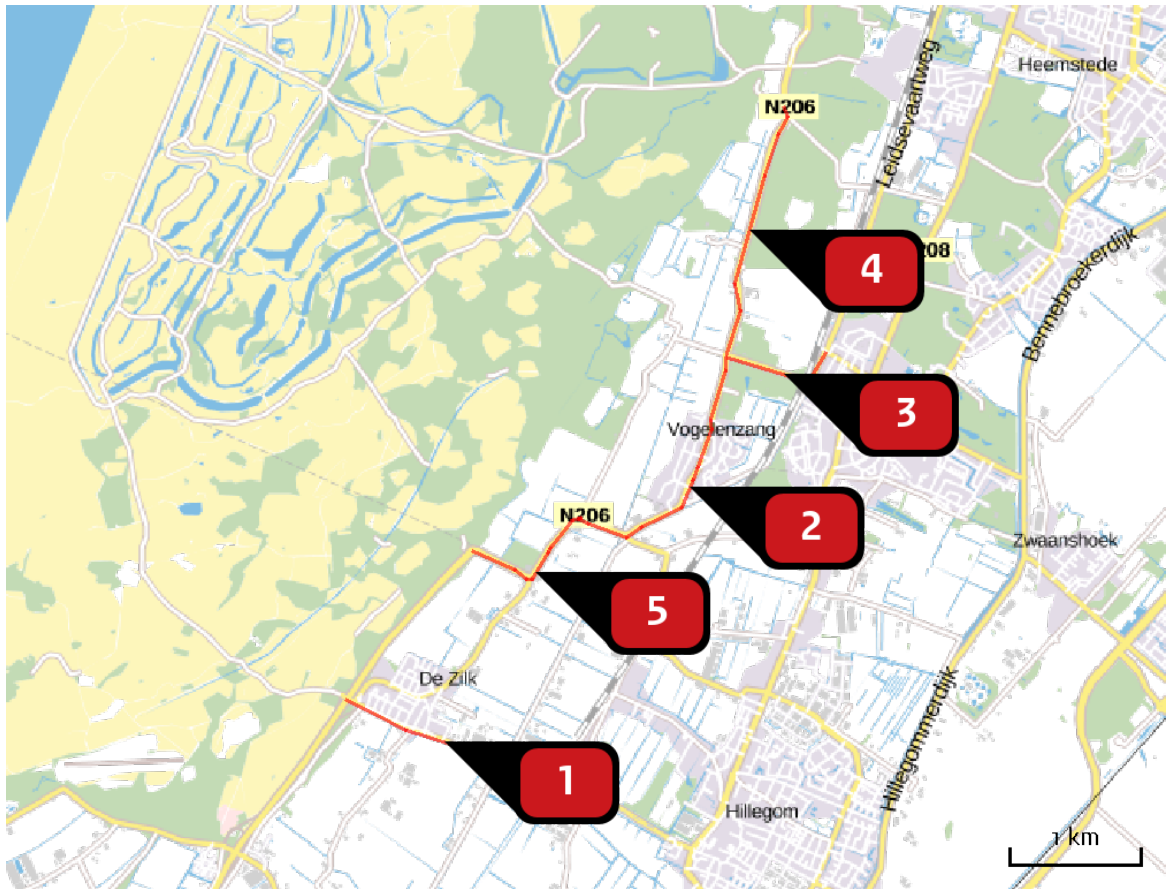 Heemstede
N206
Leidsevaartweg
208
Bennebroekerdijk
4
3
Vogelenzang
2
N206
Zwaanshoek
5
De Zilk
Hillegommerdijk
1
Hillegom
1 km